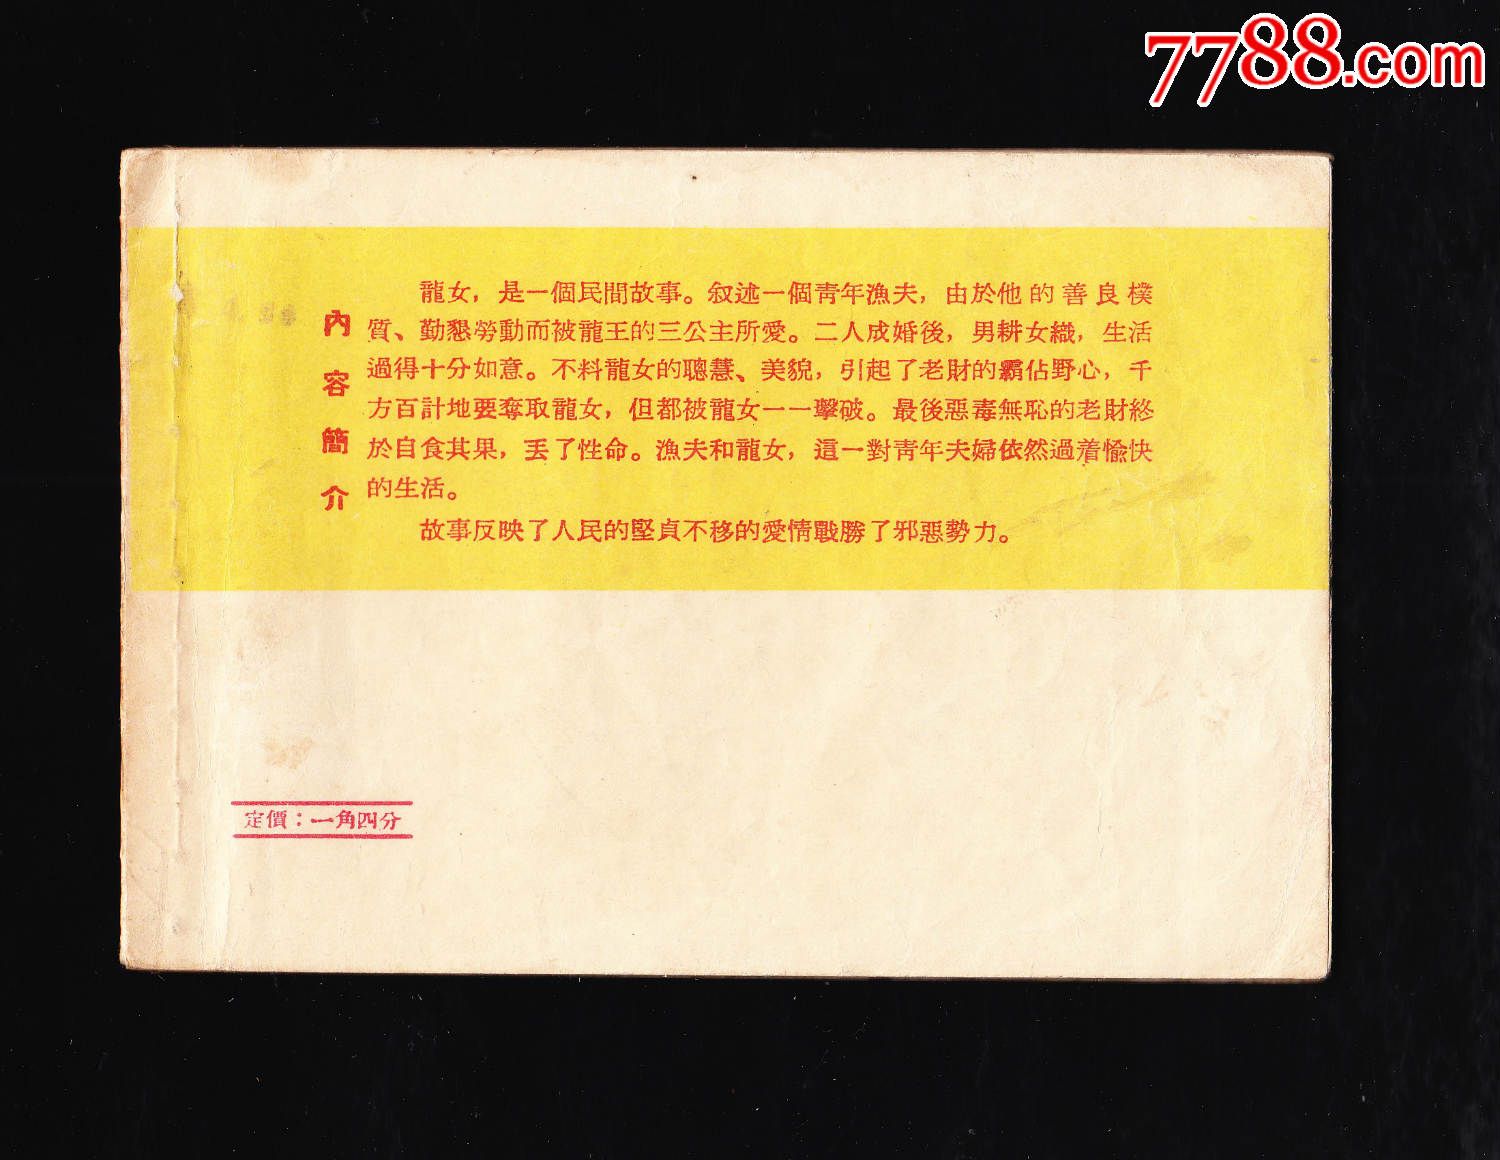 7788.com
內容簡介
龍女，是一個民間故事。叙述一個靑年漁夫，由於他的善良樸
質、勤懇勞動而被龍王的三公主所愛。二人成婚後，男耕女織，生活
過得十分如意。不料龍女的聰慧、美貌，引起了老財的霸佔野心，千
方百計地要奪取龍女，但都被龍女一一擊破。最後惡毒無恥的老財終
於自食其果，丟了性命。漁夫和龍女，這一對靑年夫婦依然過着愉快
的生活。
故事反映了人民的堅貞不移的愛情戰勝了邪惡勢力。
定價：一角四分